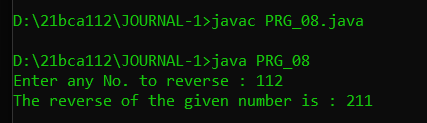 D:\21bca112\JOURNAL-1>javac PRG_08.java
D:\21bca112\JOURNAL-1>java PRG_08
Enter any No. to reverse : 112
The reverse of the given number is : 211